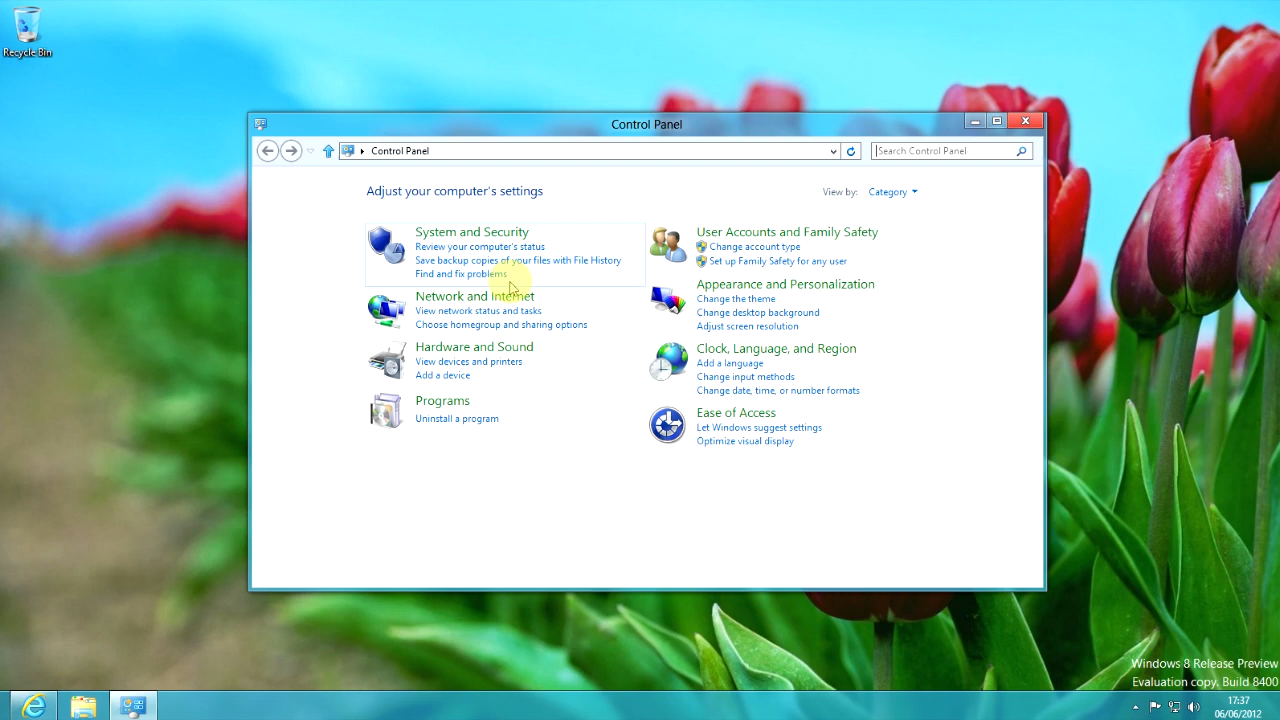 Recycle Bin
Control Panel
Control Panel
Search Control Panel
Adjust your computer's settings
View by: Category
System and Security
Review your computer's status
Save backup copies of your files with File History
Find and fix problems
Network and Internet
View network status and tasks
Choose homegroup and sharing options
Hardware and Sound
View devices and printers
Add a device
Programs
Uninstall a program
User Accounts and Family Safety
Change account type
Set up Family Safety for any user
Appearance and Personalization
Change the theme
Change desktop background
Adjust screen resolution
Clock, Language, and Region
Add a language
Change input methods
Change date, time, or number formats
Ease of Access
Let Windows suggest settings
Optimize visual display
Windows 8 Release Preview
Evaluation copy. Build 8400
17:37
06/06/2012